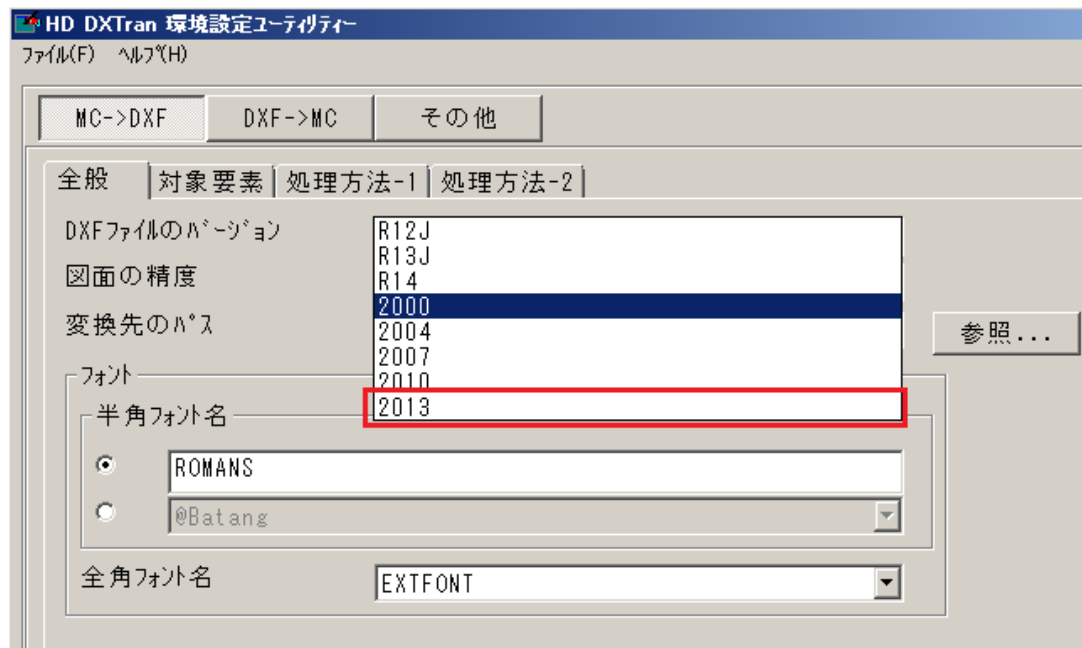 HD DXTran 環境設定ﾕｰﾃｨﾘﾃｨｰ
ﾌｧｲﾙ(F) ﾍﾙﾌﾟ(H)
MC->DXF DXF->MC その他
全般 対象要素 処理方法-1 処理方法-2
DXFﾌｧｲﾙのﾊﾞｰｼﾞｮﾝ
R12J
R13J
図面の精度
R14
2000
変換先のﾊﾟｽ
2004
参照...
2007
ﾌｫﾝﾄ
2010
半角ﾌｫﾝﾄ名
2013
ROMANS
@Batang
全角ﾌｫﾝﾄ名
EXTFONT